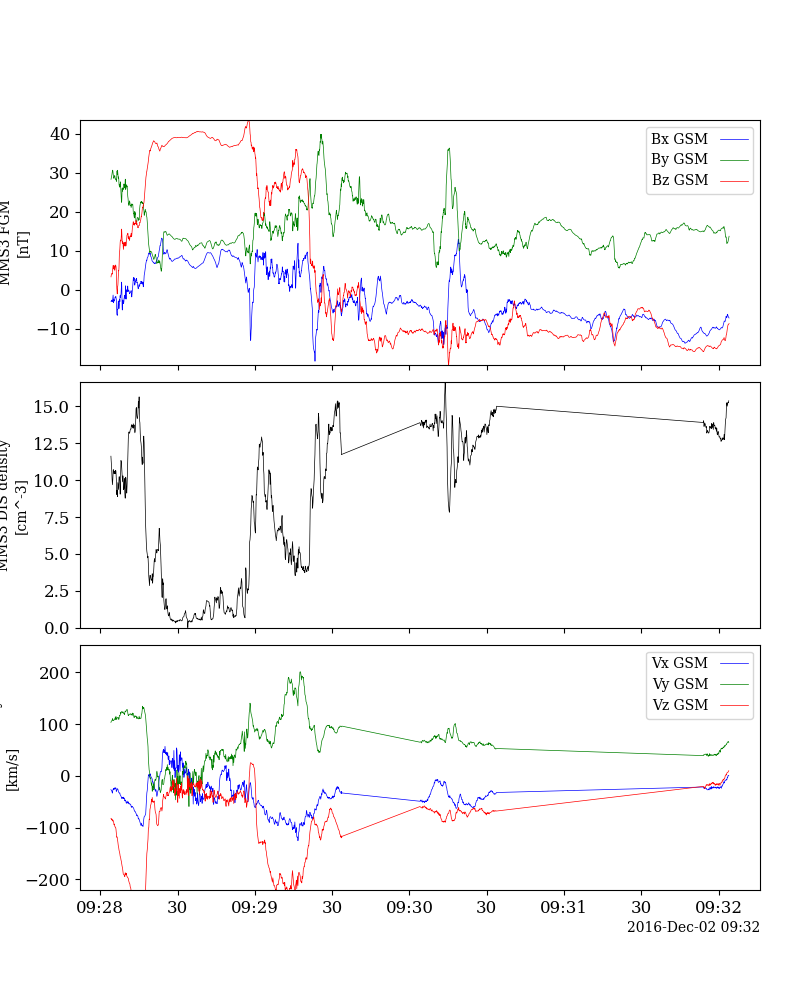 40
30
20
10
0
−10
MMS3 FGM
[nT]
Bx GSM
By GSM
Bz GSM
15.0
12.5
10.0
7.5
5.0
2.5
0.0
MMS3 DIS density
[cm^-3]
200
100
0
−100
−200
[km/s]
Vx GSM
Vy GSM
Vz GSM
09:28 30 09:29 30 09:30 30 09:31 30 09:32
2016-Dec-02 09:32